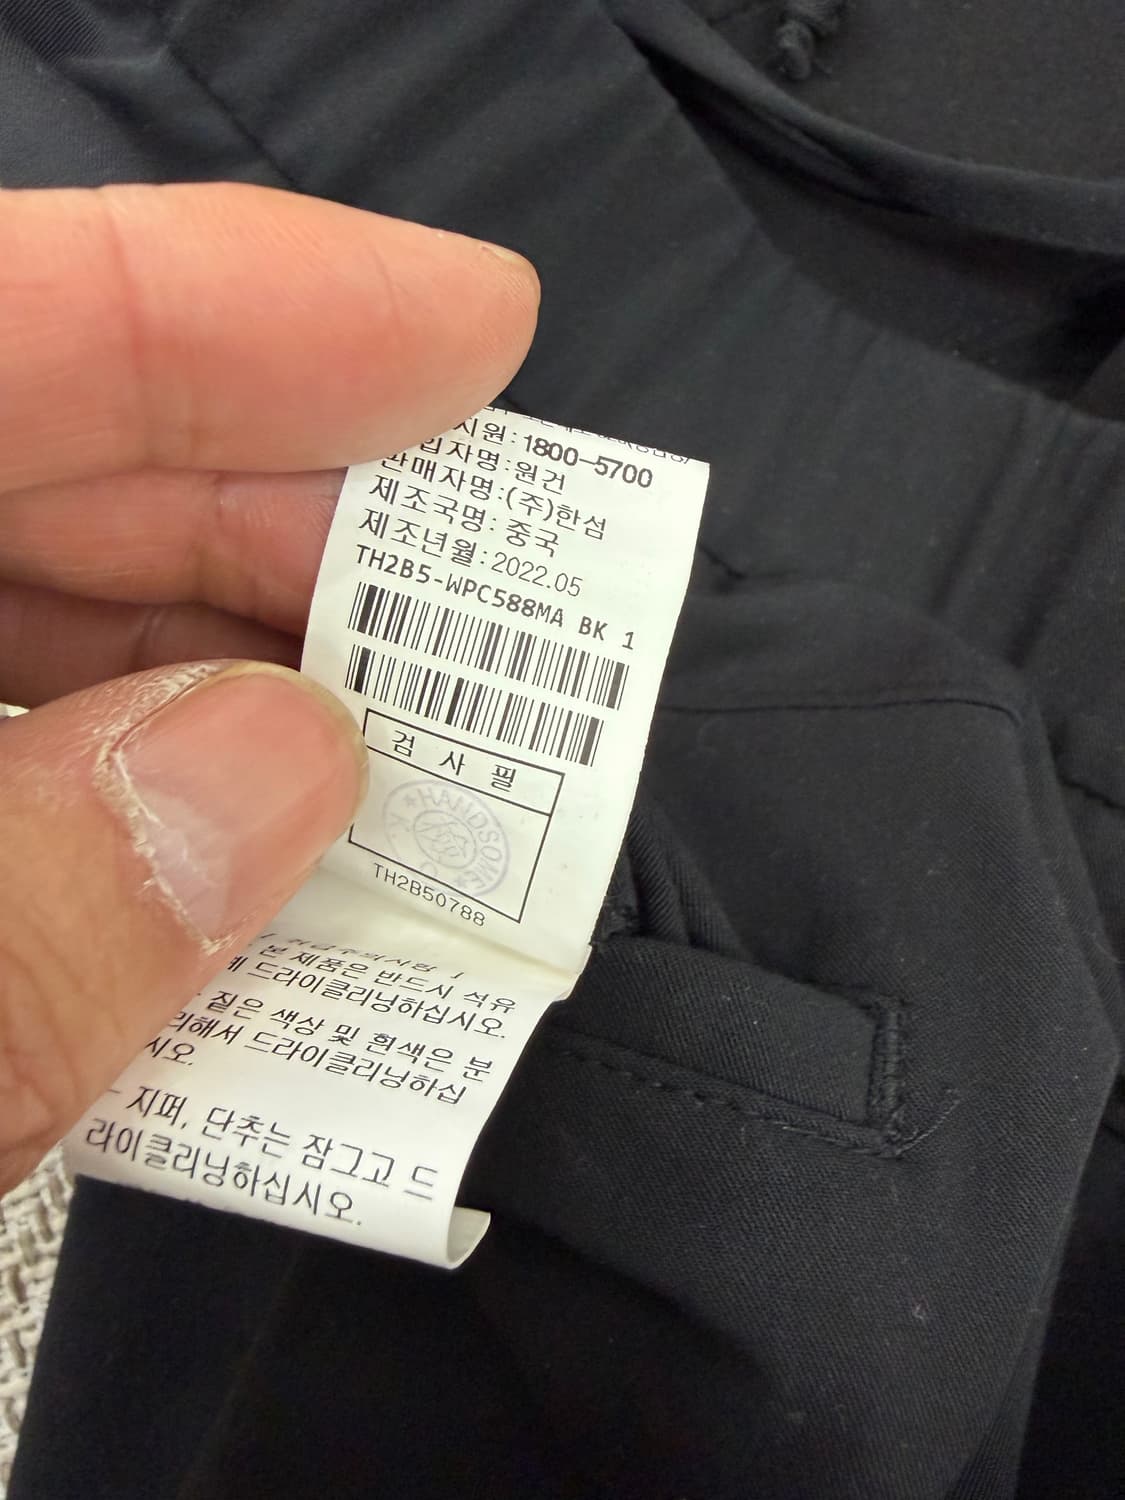 시원:1800-5700
입자명:원건
판매자명:(주)한섬
제조국명: 중국
제조년월:2022.05
TH2B5-WPC588MA BK 1
검 사 필
★HANDSOME★ K.
TH2B50788
본 제품은 반드시 석유
드라이클리닝하십시오.
짙은 색상 및 흰색은 분
리해서 드라이클리닝하십
시오.
- 지퍼, 단추는 잠그고 드
라이클리닝하십시오.